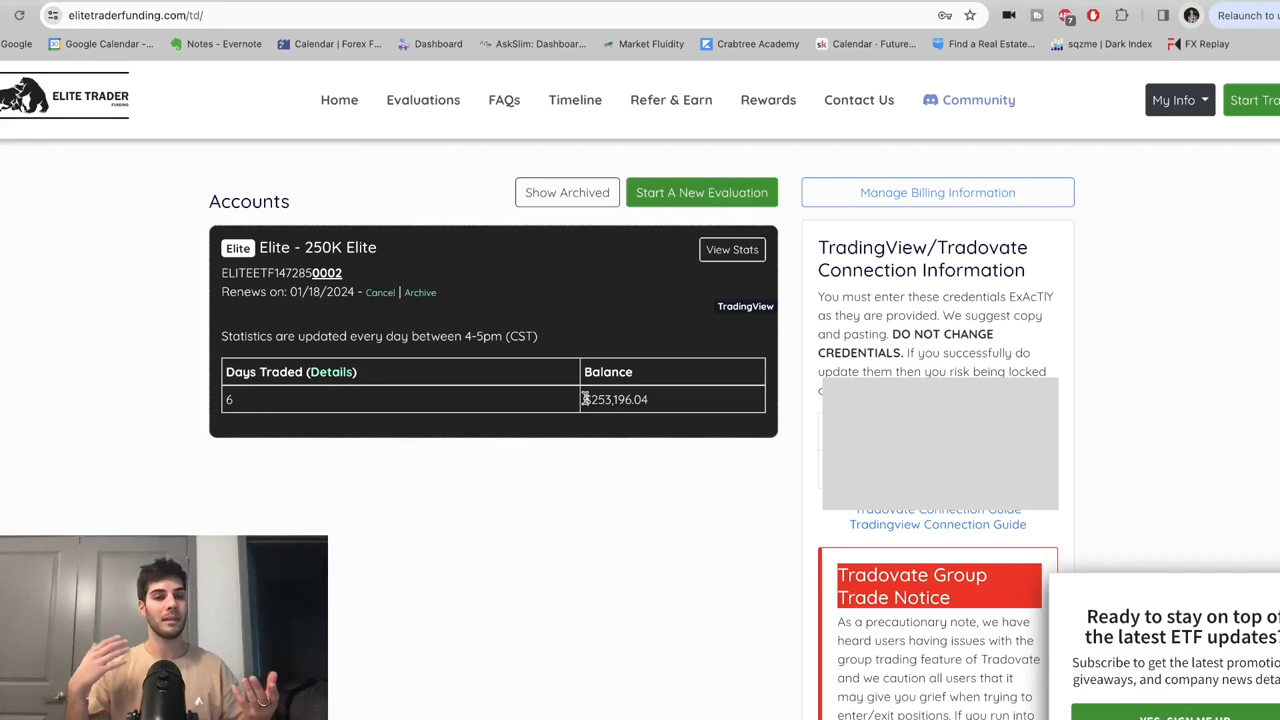 elitetraderfunding.com/td/
7
Relaunch to u
Google
Google Calendar -...
Notes - Evernote
Calendar | Forex F...
Dashboard
AskSlim: Dashboar...
Market Fluidity
Crabtree Academy
Calendar · Future...
Find a Real Estate...
sqzme | Dark Index
FX Replay
ELITE TRADER
FUNDING
Home
Evaluations
FAQs
Timeline
Refer & Earn
Rewards
Contact Us
Community
My Info
Start Tra
Accounts
Show Archived
Start A New Evaluation
Elite Elite - 250K Elite
View Stats
ELITEETF1472850002
Renews on: 01/18/2024 - Cancel | Archive
TradingView
Statistics are updated every day between 4-5pm (CST)
Days Traded (Details)
Balance
6
$253,196.04
Manage Billing Information
TradingView/Tradovate
Connection Information
You must enter these credentials ExAcTlY
as they are provided. We suggest copy
and pasting. DO NOT CHANGE
CREDENTIALS. If you successfully do
update them then you risk being locked
Tradovate Connection Guide
Tradingview Connection Guide
Tradovate Group
Trade Notice
As a precautionary note, we have
heard users having issues with the
group trading feature of Tradovate
and we caution all users that it
may give you grief when trying to
enter/exit positions. If you run into
Ready to stay on top of
the latest ETF updates?
Subscribe to get the latest promotio
giveaways, and company news deta
YES, SIGN ME UP